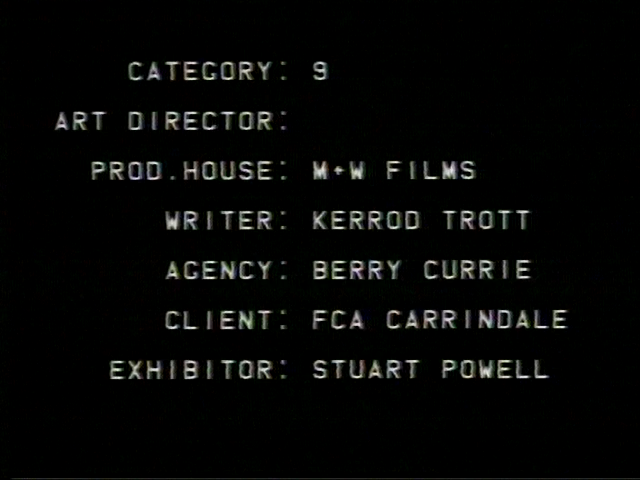 CATEGORY: 9
ART DIRECTOR:
PROD.HOUSE: M+W FILMS
WRITER: KERROD TROTT
AGENCY: BERRY CURRIE
CLIENT: FCA CARRINDALE
EXHIBITOR: STUART POWELL